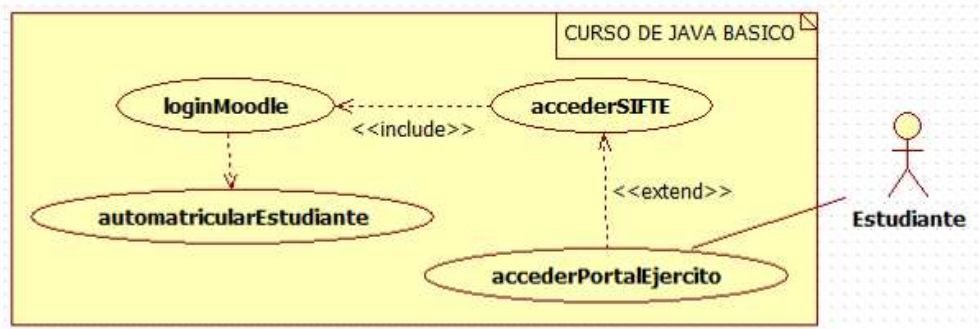 CURSO DE JAVA BASICO
loginMoodle
accederSIFTE
<<include>>
<<extend>>
automatricularEstudiante
Estudiante
accederPortalEjercito